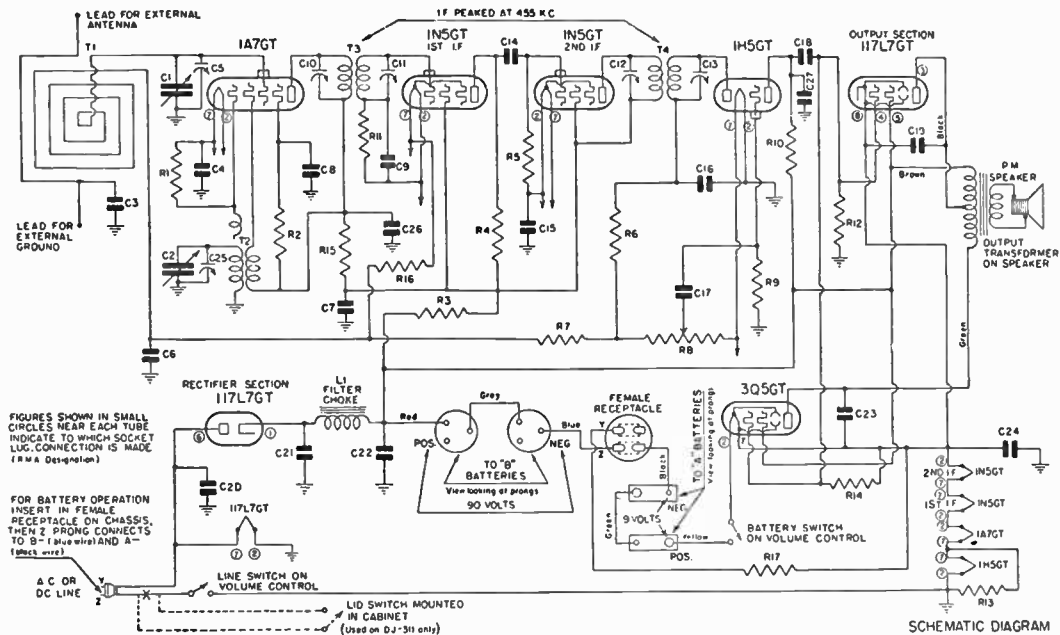 LEAD FOR EXTERNAL
ANTENNA
T1
C1
C5
1A7GT
IF PEAKED AT 455 KC
T3
C10
C11
1N5GT
1ST I.F
C14
1N5GT
2ND IF
C12
T4
C13
1H5GT
C18
C27
OUTPUT SECTION
117L7GT
R1
C4
C8
R11
C9
R5
C16
R10
C13
Black
Brown
P.M
SPEAKER
C3
LEAD FOR
EXTERNAL
GROUND
T2
C2
C25
R2
R15
C26
R16
R4
C15
R6
C17
R9
R12
OUTPUT
TRANSFORMER
ON SPEAKER
C7
R3
R7
R8
C6
Green
RECTIFIER SECTION
117L7GT
L1
FILTER
CHOKE
FIGURES SHOWN IN SMALL
CIRCLES NEAR EACH TUBE
INDICATE TO WHICH SOCKET
LUG. CONNECTION IS MADE
(R.M.A. Designation)
C21
C22
Red
POS.
Grey
NEG
Blue
TO "B"
BATTERIES
View looking at prongs
90 VOLTS
FEMALE
RECEPTACLE
Y
Z
Black
TO "A" BATTERIES
View looking at prongs
NEG.
Green
9 VOLTS
POS.
Yellow
3Q5GT
C23
C24
R14
BATTERY SWITCH
ON VOLUME CONTROL
R17
2ND IF
1N5GT
1ST IF
1N5GT
1A7GT
1H5GT
R13
C20
117L7GT
FOR BATTERY OPERATION
INSERT IN FEMALE
RECEPTACLE ON CHASSIS,
THEN Z PRONG CONNECTS
TO B-(blue wire) AND A-
(black wire)
Y
Z
A C OR
DC LINE
LINE SWITCH ON
VOLUME CONTROL
LID SWITCH MOUNTED
IN CABINET
(Used on DJ-311 only)
SCHEMATIC DIAGRAM